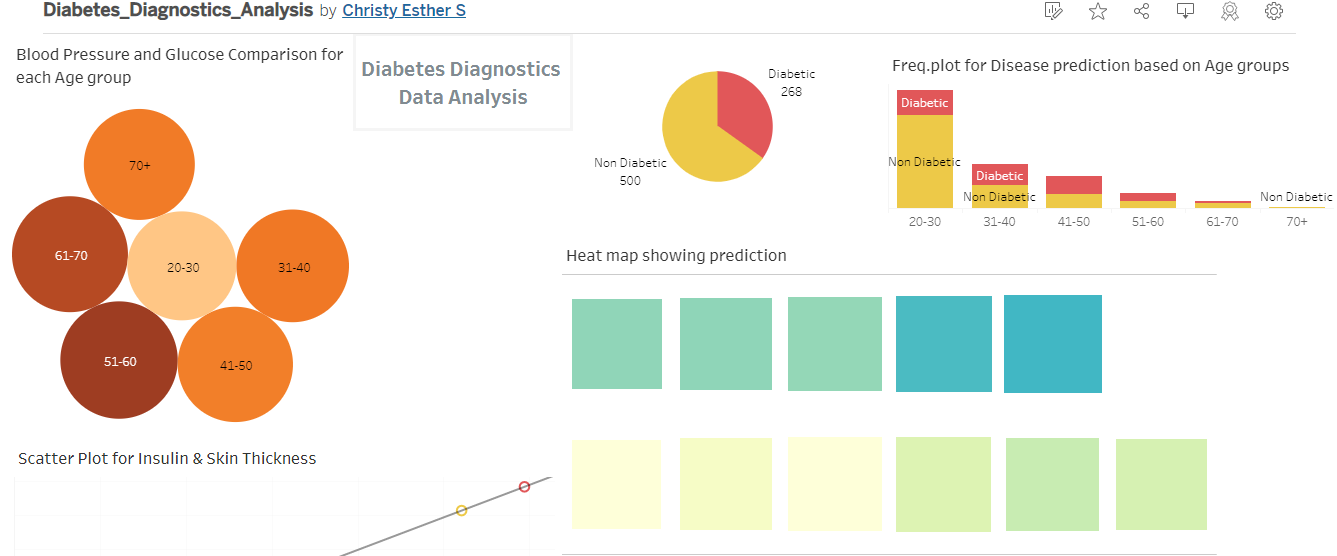 Diabetes_Diagnostics_Analysis by Christy Esther S
Blood Pressure and Glucose Comparison for
each Age group
70+
61-70
20-30
31-40
51-60
41-50
Diabetes Diagnostics
Data Analysis
Diabetic
268
Non Diabetic
500
Freq.plot for Disease prediction based on Age groups
Diabetic
Non Diabetic
Diabetic
Non Diabetic
Non Diabetic
20-30 31-40 41-50 51-60 61-70 70+
Heat map showing prediction
Scatter Plot for Insulin & Skin Thickness